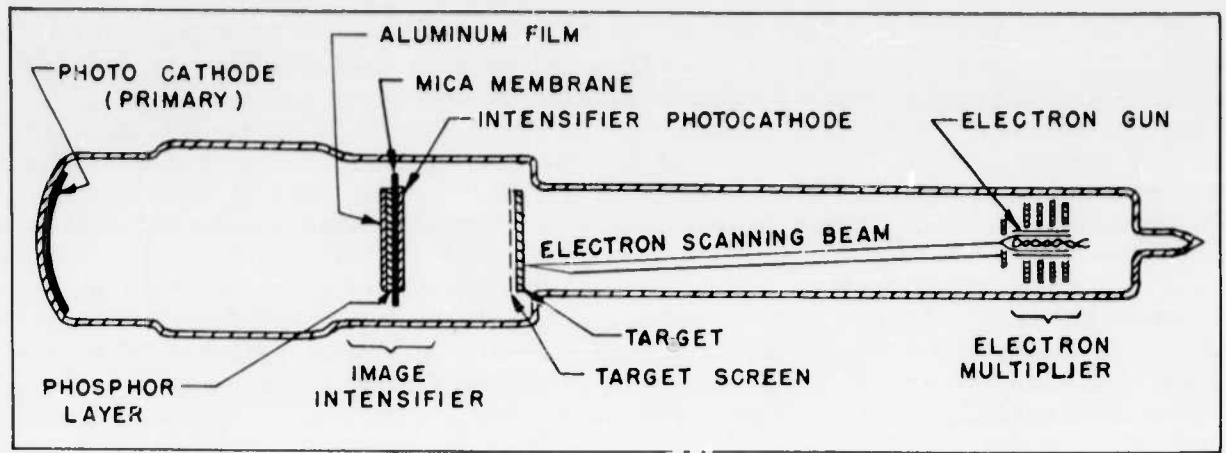 ALUMINUM FILM
PHOTO CATHODE
(PRIMARY)
MICA MEMBRANE
INTENSIFIER PHOTOCATHODE
ELECTRON GUN
ELECTRON SCANNING BEAM
TARGET
TARGET SCREEN
PHOSPHOR
LAYER
IMAGE
INTENSIFIER
ELECTRON
MULTIPLIER